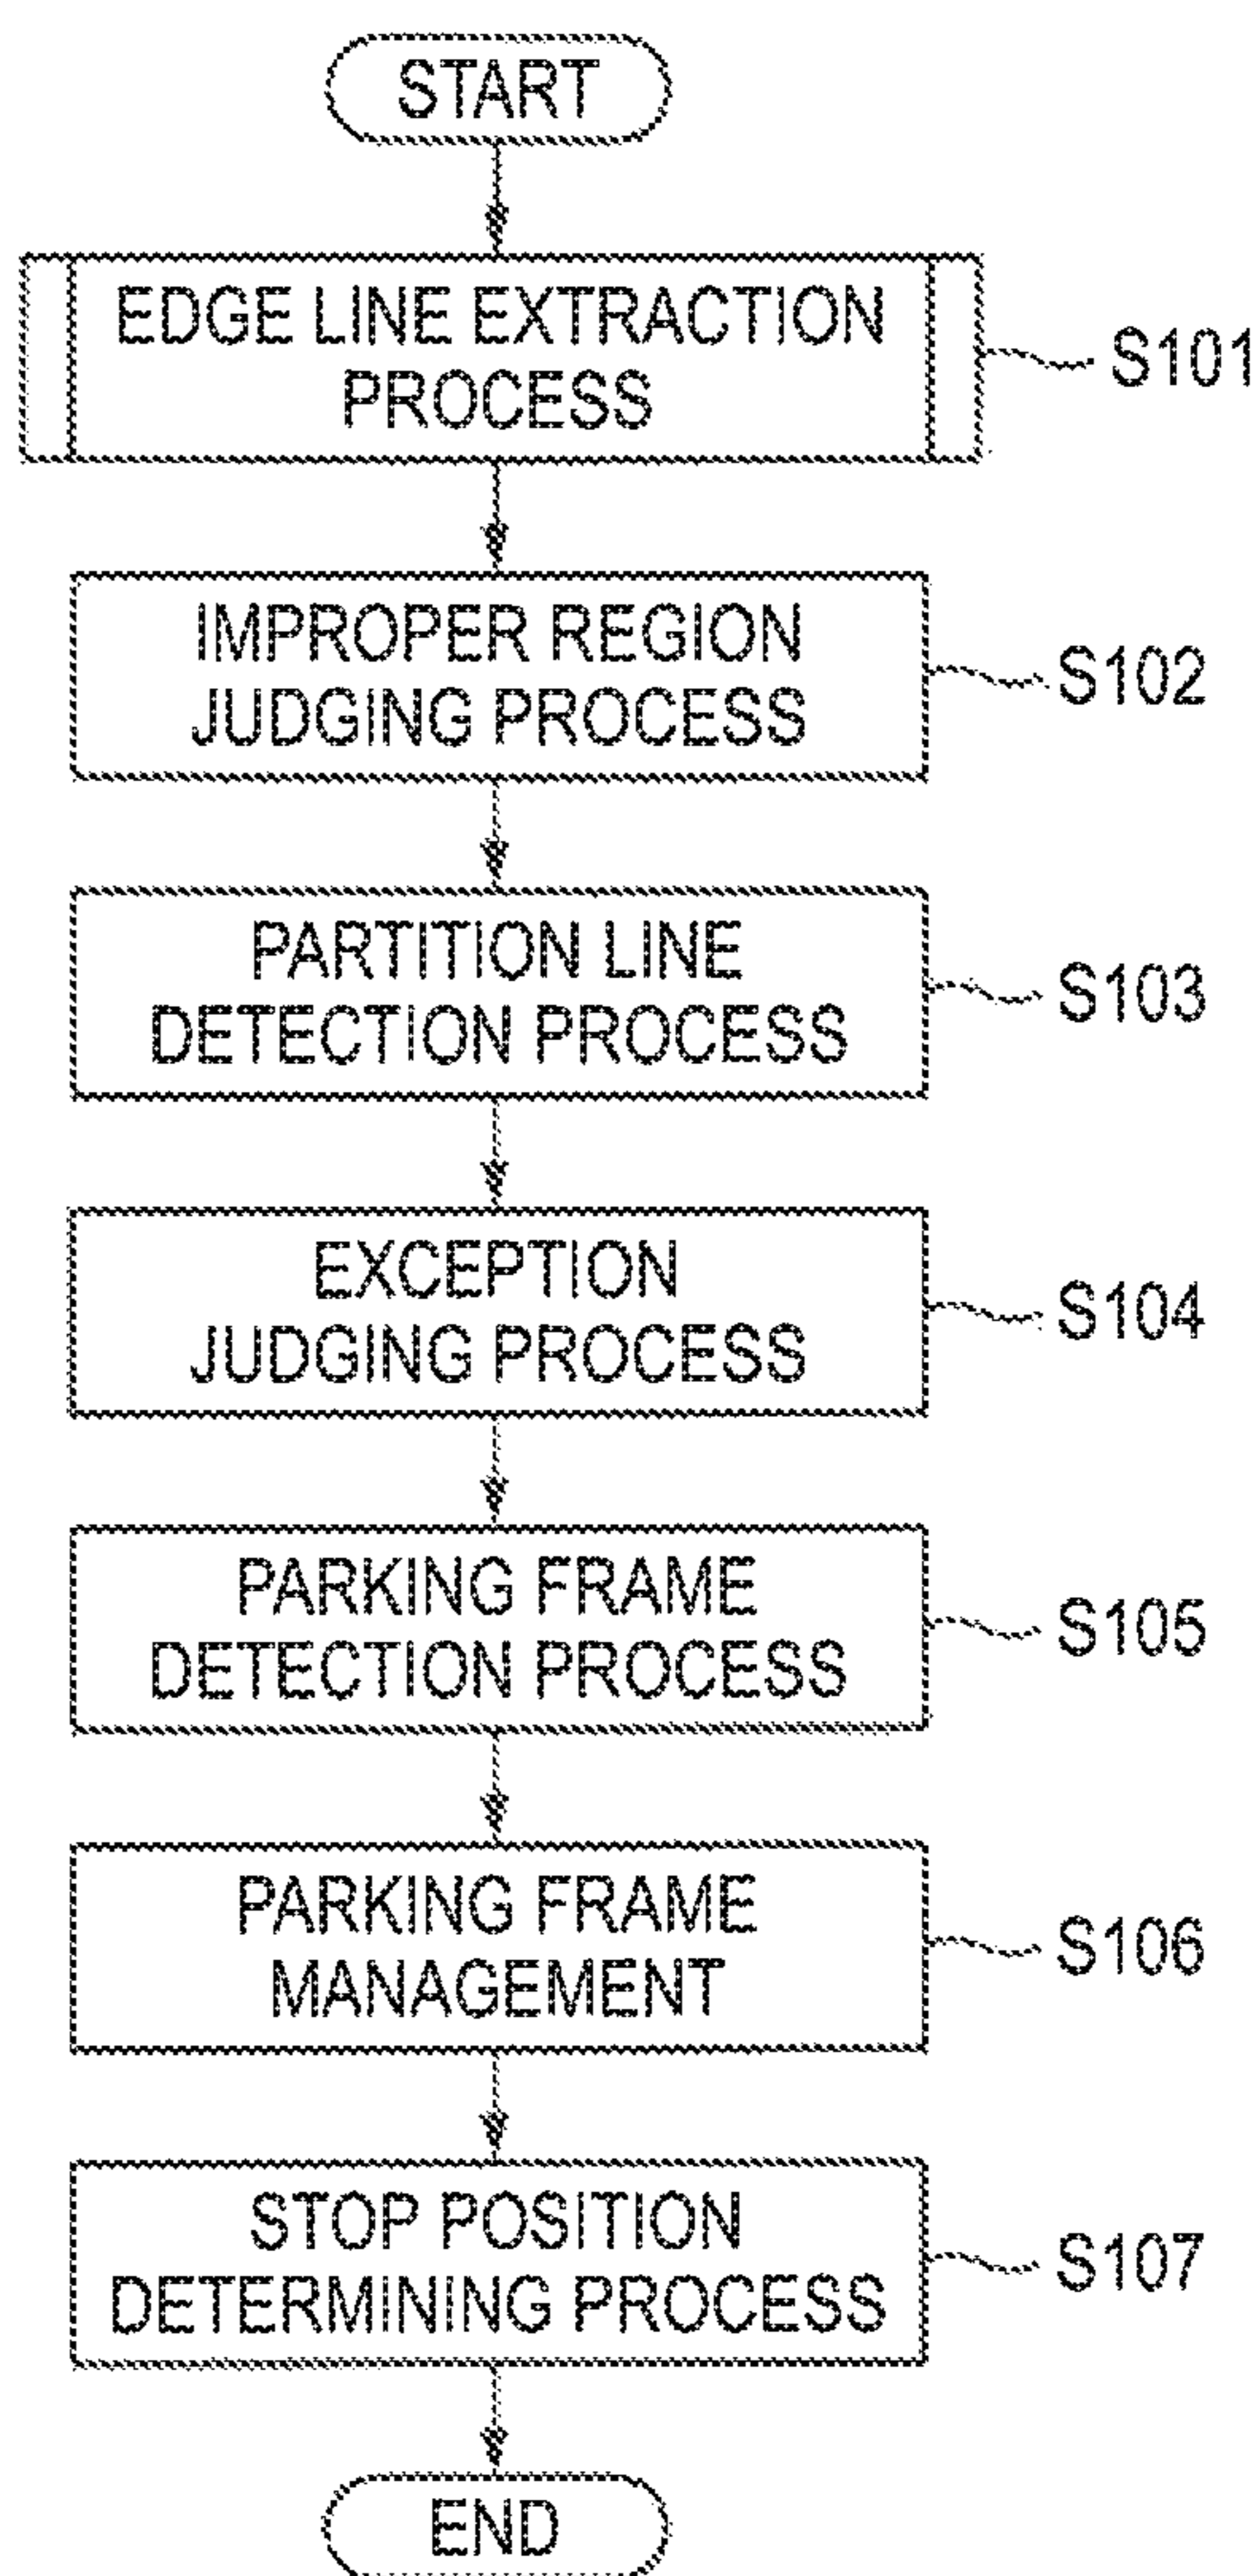 START
EDGE LINE EXTRACTION
PROCESS
S101
IMPROPER REGION
JUDGING PROCESS
S102
PARTITION LINE
DETECTION PROCESS
S103
EXCEPTION
JUDGING PROCESS
S104
PARKING FRAME
DETECTION PROCESS
S105
PARKING FRAME
MANAGEMENT
S106
STOP POSITION
DETERMINING PROCESS
S107
END